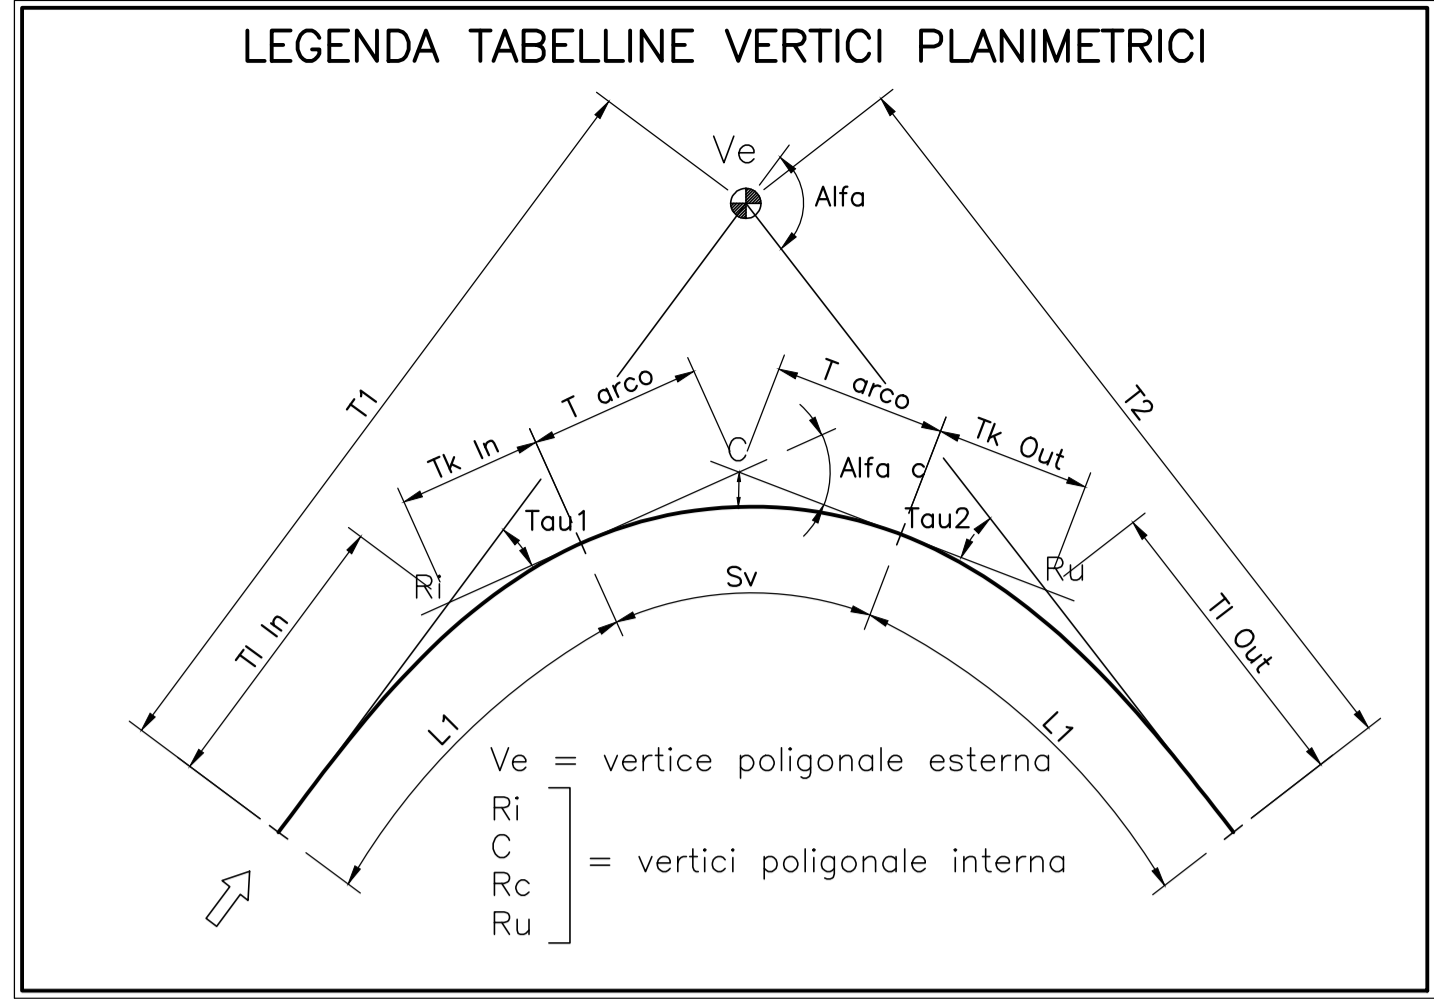 LEGENDA TABELLINE VERTICI PLANIMETRICI
Ve
Alfa
T1
T2
T arco
T arco
Tk In
Tk Out
C
Alfa c
Tau1
Tau2
Ri
Ru
Sv
Tl In
Tl Out
L1
L1
Ve = vertice poligonale esterna
Ri
C
Rc
Ru
= vertici poligonale interna